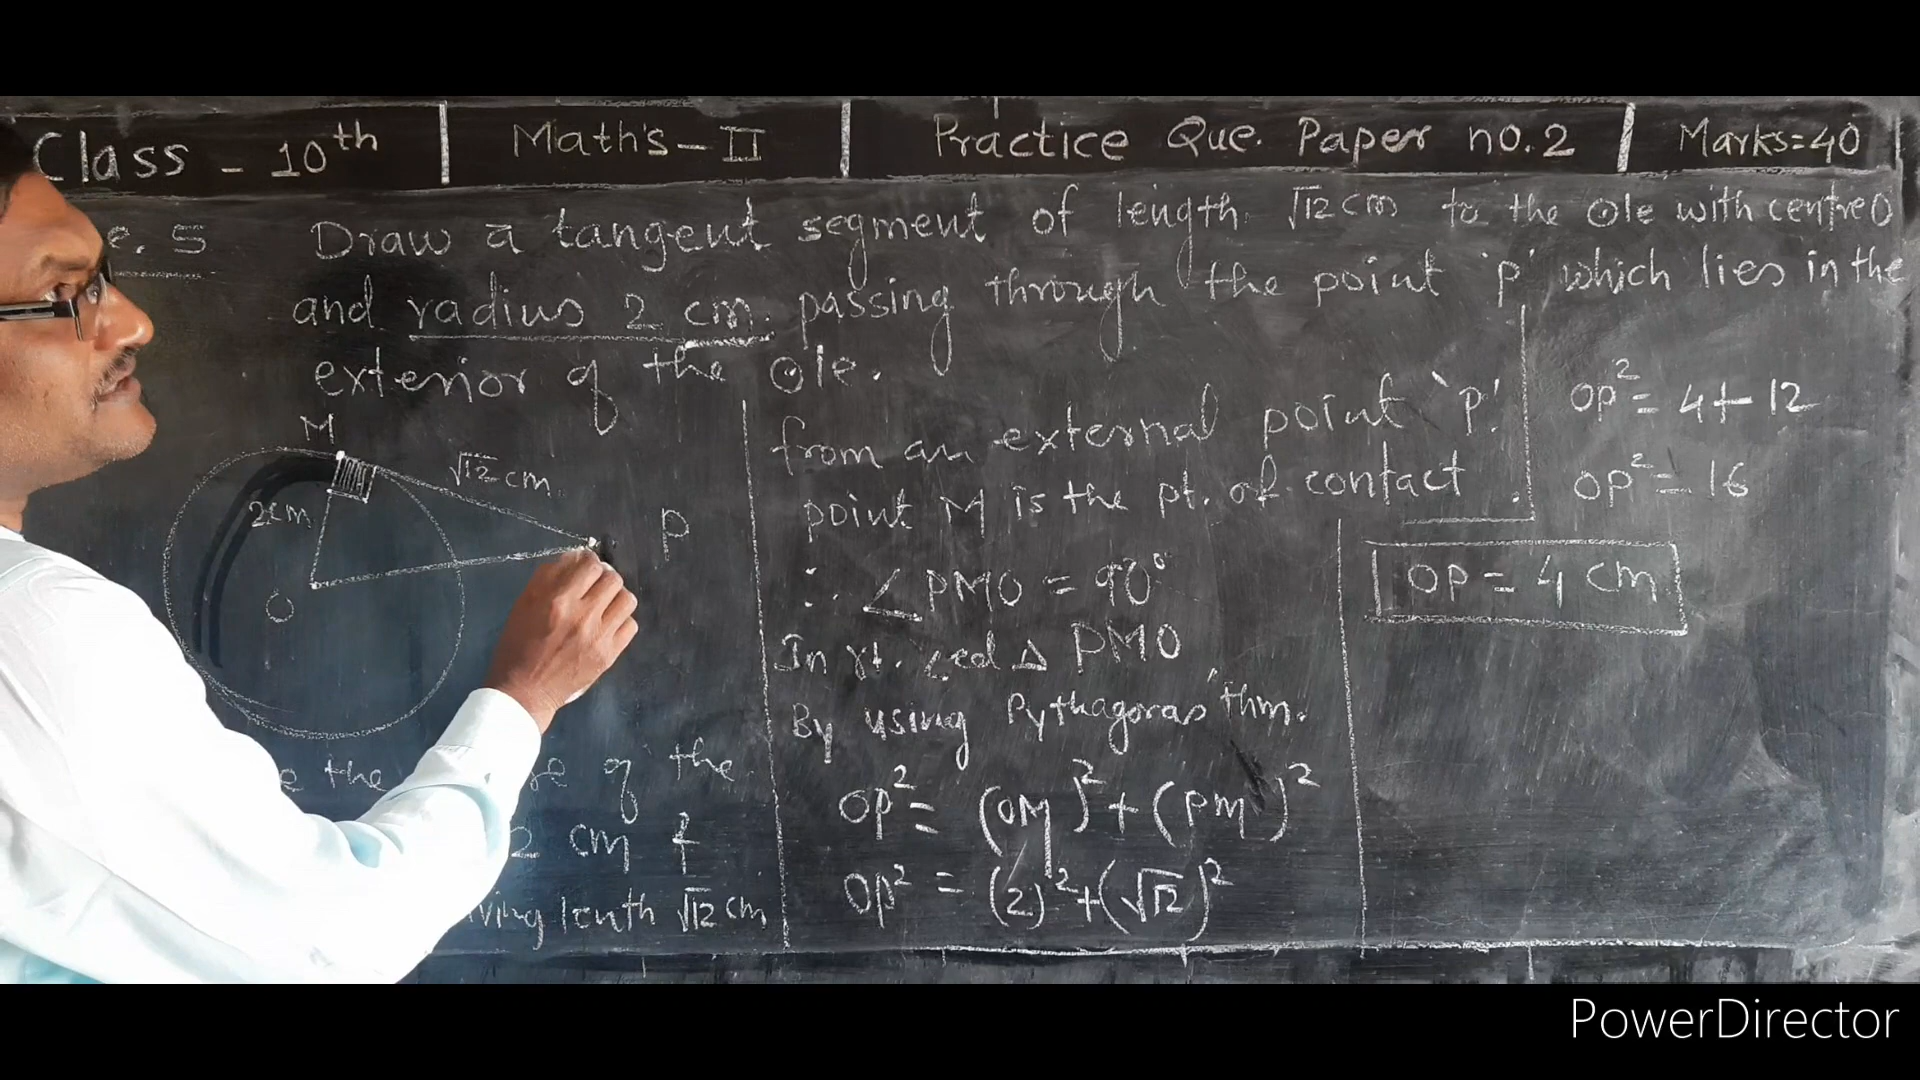 Class - 10th | Math's - II | Practice Que. Paper no.2 | Marks=40
e. 5 Draw a tangent segment of length √12 cm to the ⊙le with centre O
and radius 2 cm. passing through the point 'p' which lies in the
exterior of the ⊙le.
M
√12 cm.
2cm
P
O
e the of the
2 cm &
ving lenth √12 cm
from an external point 'p'.
point M is the pt. of contact.
∴ ∠PMO = 90°
In rt. ∠ed △ PMO
By using Pythagoras' thm.
OP² = (OM)² + (PM)²
OP² = (2)² + (√12)²
OP² = 4 + 12
OP² = 16
OP = 4 cm
PowerDirector